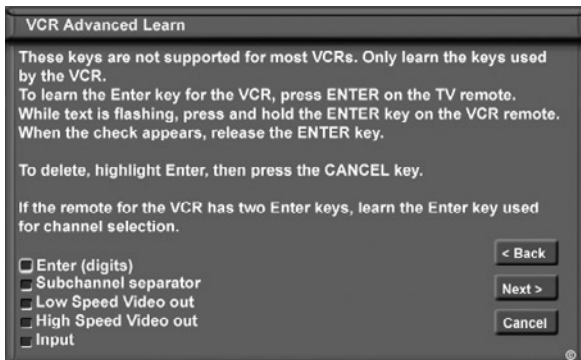 VCR Advanced Learn
These keys are not supported for most VCRs. Only learn the keys used
by the VCR.
To learn the Enter key for the VCR, press ENTER on the TV remote.
While text is flashing, press and hold the ENTER key on the VCR remote.
When the check appears, release the ENTER key.
To delete, highlight Enter, then press the CANCEL key.
If the remote for the VCR has two Enter keys, learn the Enter key used
for channel selection.
Enter (digits)
Subchannel separator
Low Speed Video out
High Speed Video out
Input
< Back
Next >
Cancel